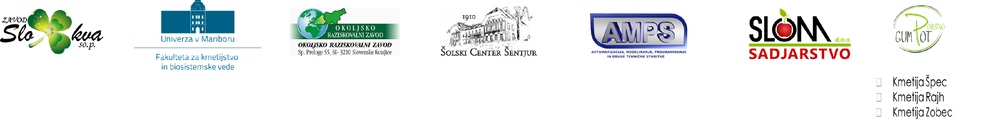 ZAVOD
Slo kva
so.p.
Univerza v Mariboru
Fakulteta za kmetijstvo
in biosistemske vede
OKOLJSKO
RAZISKOVALNI ZAVOD
OKOLJSKO RAZISKOVALNI ZAVOD
Sp. Preloge 55, SI- 3210 Slovenske Konjice
1910
ŠOLSKI CENTER ŠENTJUR
AMPS
AVTOMATIZACIJA, MODELIRANJE, PROGRAMIRANJE
IN DRUGE TEHNIČNE STORITVE
SLOM
d.o.o.
SADJARSTVO
POSESTVO
GUMPOT
Kmetija Špec
Kmetija Rajh
Kmetija Zobec